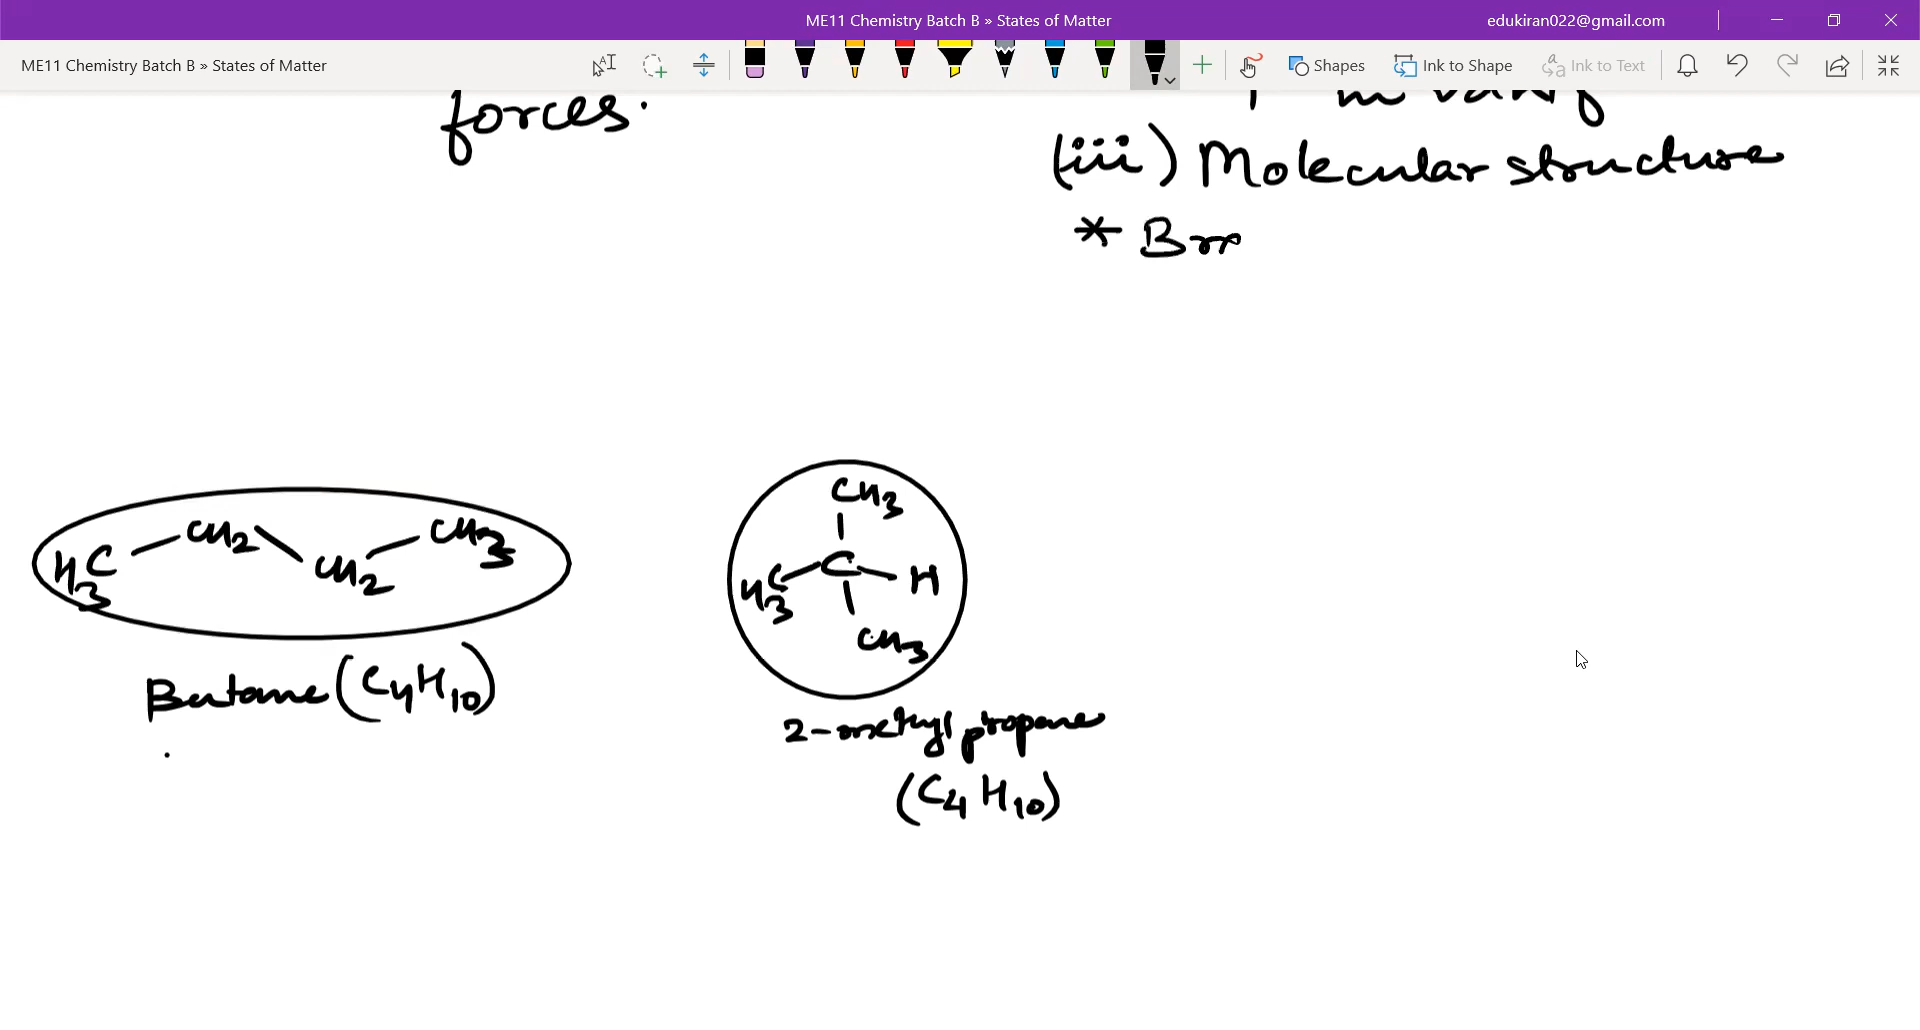 ME11 Chemistry Batch B » States of Matter
edukiran022@gmail.com
ME11 Chemistry Batch B » States of Matter
Shapes
Ink to Shape
Ink to Text
forces.
(iii) Molecular structure
* Brr
CH3
H3C CH2 CH2 CH3
H3C C H
CH3
Butane (C4H10)
2-methyl propane
(C4H10)